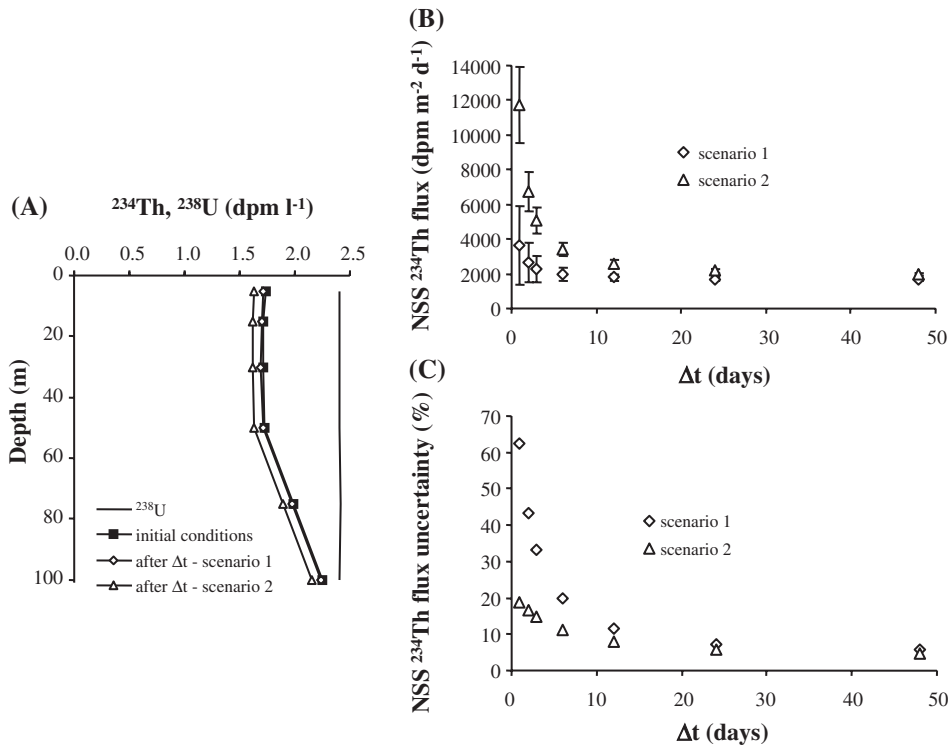 (A)
²³⁴Th, ²³⁸U (dpm l⁻¹)
0.0 0.5 1.0 1.5 2.0 2.5
0
20
40
60
80
100
Depth (m)
²³⁸U
initial conditions
after Δt - scenario 1
after Δt - scenario 2
(B)
NSS ²³⁴Th flux (dpm m⁻² d⁻¹)
14000
12000
10000
8000
6000
4000
2000
0
scenario 1
scenario 2
0 10 20 30 40 50
Δt (days)
(C)
NSS ²³⁴Th flux uncertainty (%)
70
60
50
40
30
20
10
0
scenario 1
scenario 2
0 10 20 30 40 50
Δt (days)